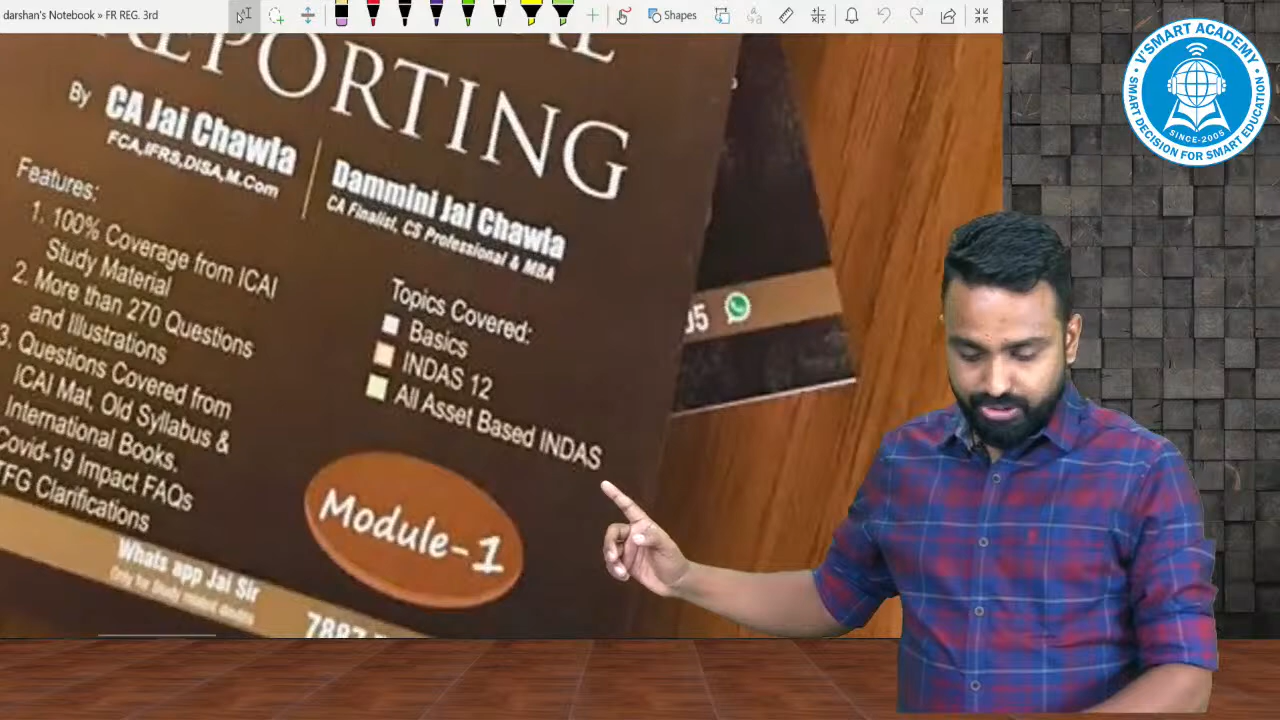 darshan's Notebook » FR REG. 3rd
Shapes
REPORTING
By CA Jai Chawla
FCA,IFRS,DISA,M.Com
Dammini Jai Chawla
CA Finalist, CS Professional & MBA
Features:
1. 100% Coverage from ICAI
Study Material
2. More than 270 Questions
and Illustrations
3. Questions Covered from
ICAI Mat, Old Syllabus &
International Books.
Covid-19 Impact FAQs
TFG Clarifications
Topics Covered:
Basics
INDAS 12
All Asset Based INDAS
Module-1
Whats app Jai Sir
V'SMART ACADEMY
SMART DECISION FOR SMART EDUCATION
SINCE-2005